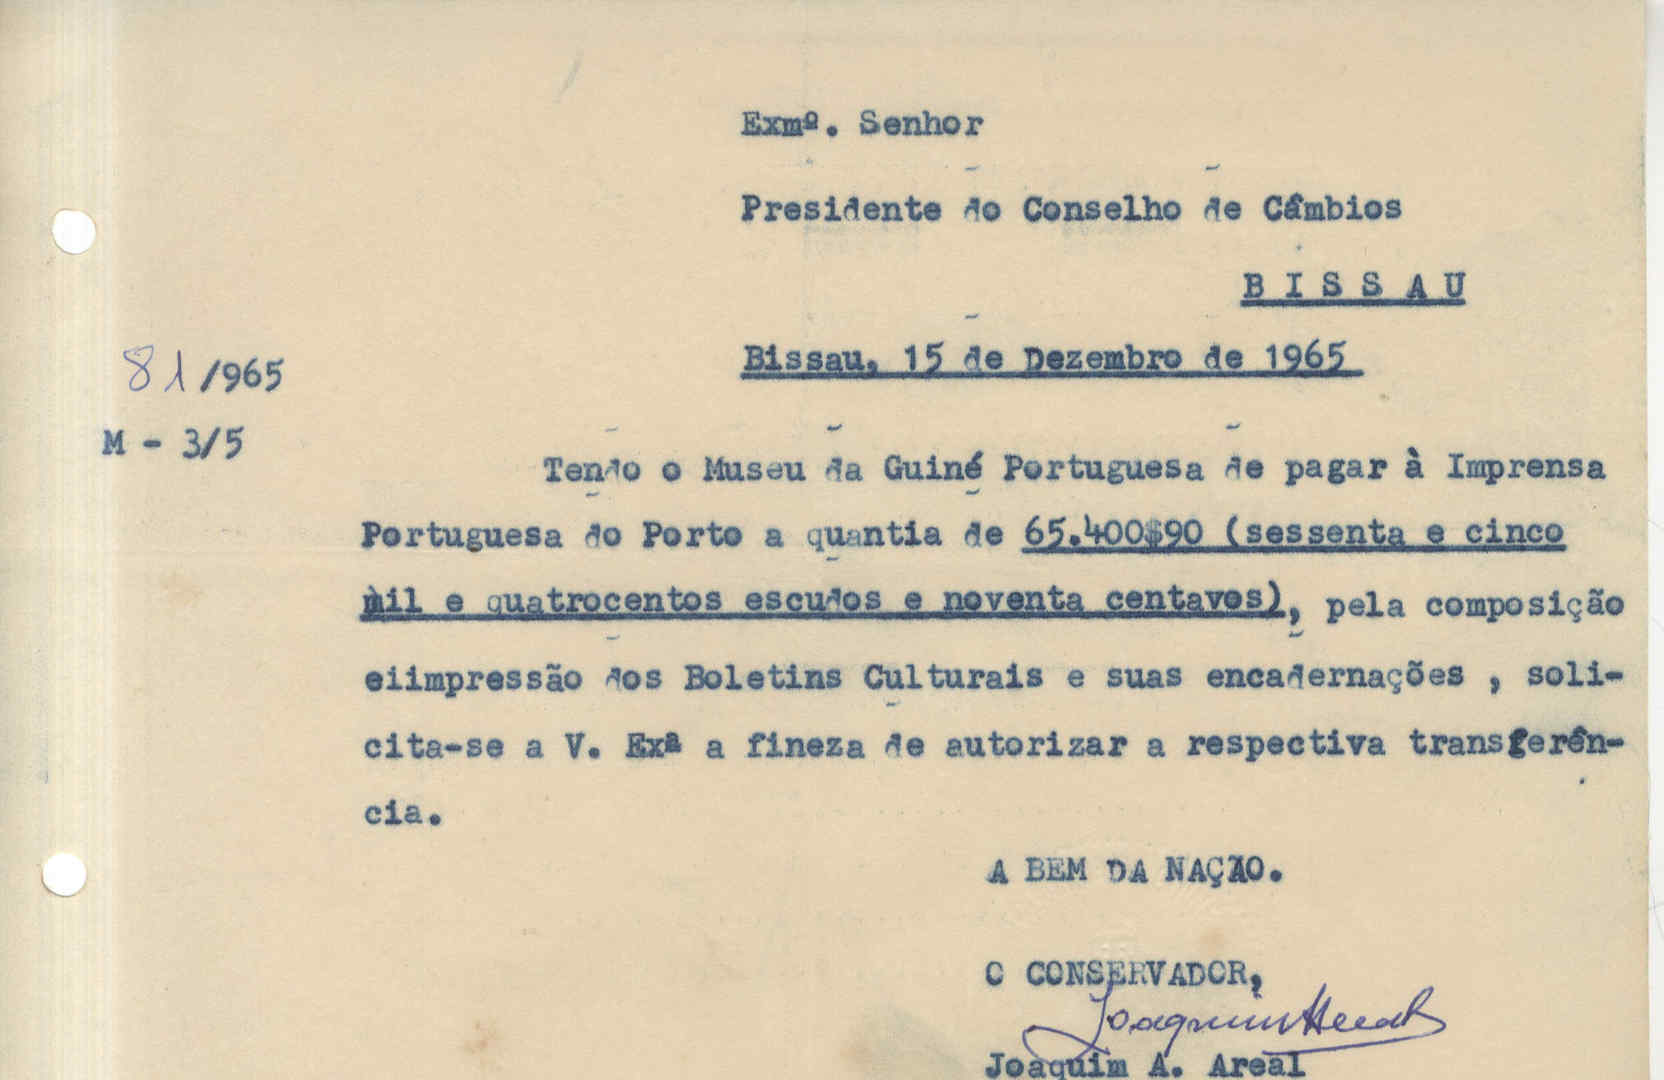 Exmº. Senhor
Presidente do Conselho de Câmbios
B I S S A U
Bissau, 15 de Dezembro de 1965
81/965
M - 3/5
Tendo o Museu da Guiné Portuguesa de pagar à Imprensa
Portuguesa do Porto a quantia de 65.400$90 (sessenta e cinco
mil e quatrocentos escudos e noventa centavos), pela composição
eiimpressão dos Boletins Culturais e suas encadernações , soli-
cita-se a V. Exª a fineza de autorizar a respectiva transferên-
cia.
A BEM DA NAÇÃO.
O CONSERVADOR,
Joaquim Areal
Joaquim A. Areal